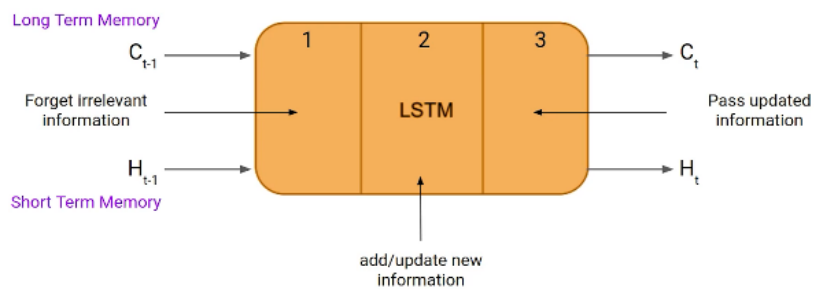 Long Term Memory
1 2 3
C t-1
C t
Forget irrelevant
information
LSTM
Pass updated
information
H t-1
H t
Short Term Memory
add/update new
information